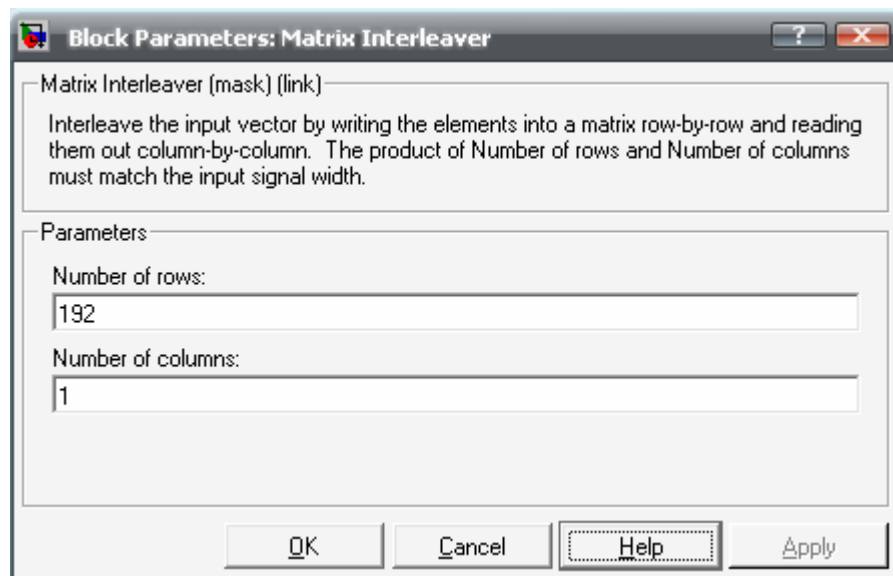 Block Parameters: Matrix Interleaver
?
Matrix Interleaver (mask) (link)
Interleave the input vector by writing the elements into a matrix row-by-row and reading
them out column-by-column. The product of Number of rows and Number of columns
must match the input signal width.
Parameters
Number of rows:
192
Number of columns:
1
OK Cancel Help Apply